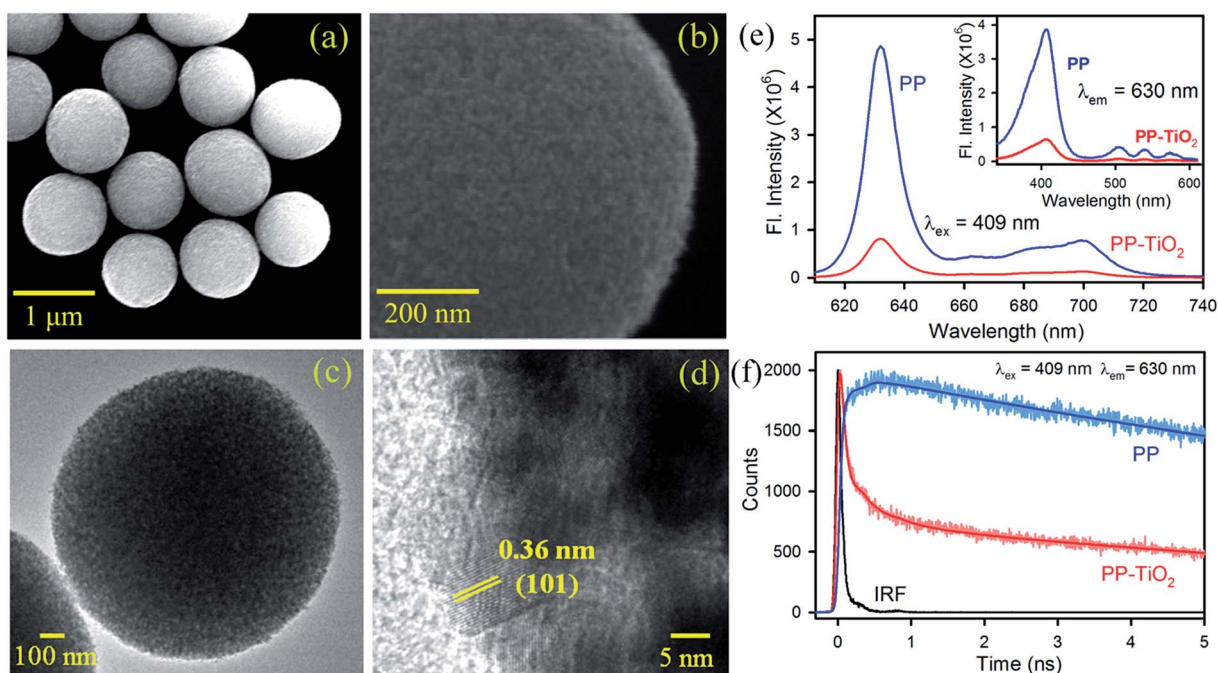 (a)
1 μm
(b)
200 nm
(c)
100 nm
(d)
0.36 nm
(101)
5 nm
(e)
Fl. Intensity (X10⁶)
5
4
3
2
1
0
620 640 660 680 700 720 740
Wavelength (nm)
PP
λex = 409 nm
PP-TiO₂
Fl. Intensity (X10⁶)
4
3
2
1
0
400 500 600
Wavelength (nm)
PP
λem = 630 nm
PP-TiO₂
(f)
λex = 409 nm λem = 630 nm
Counts
2000
1500
1000
500
0
0 1 2 3 4 5
Time (ns)
PP
PP-TiO₂
IRF